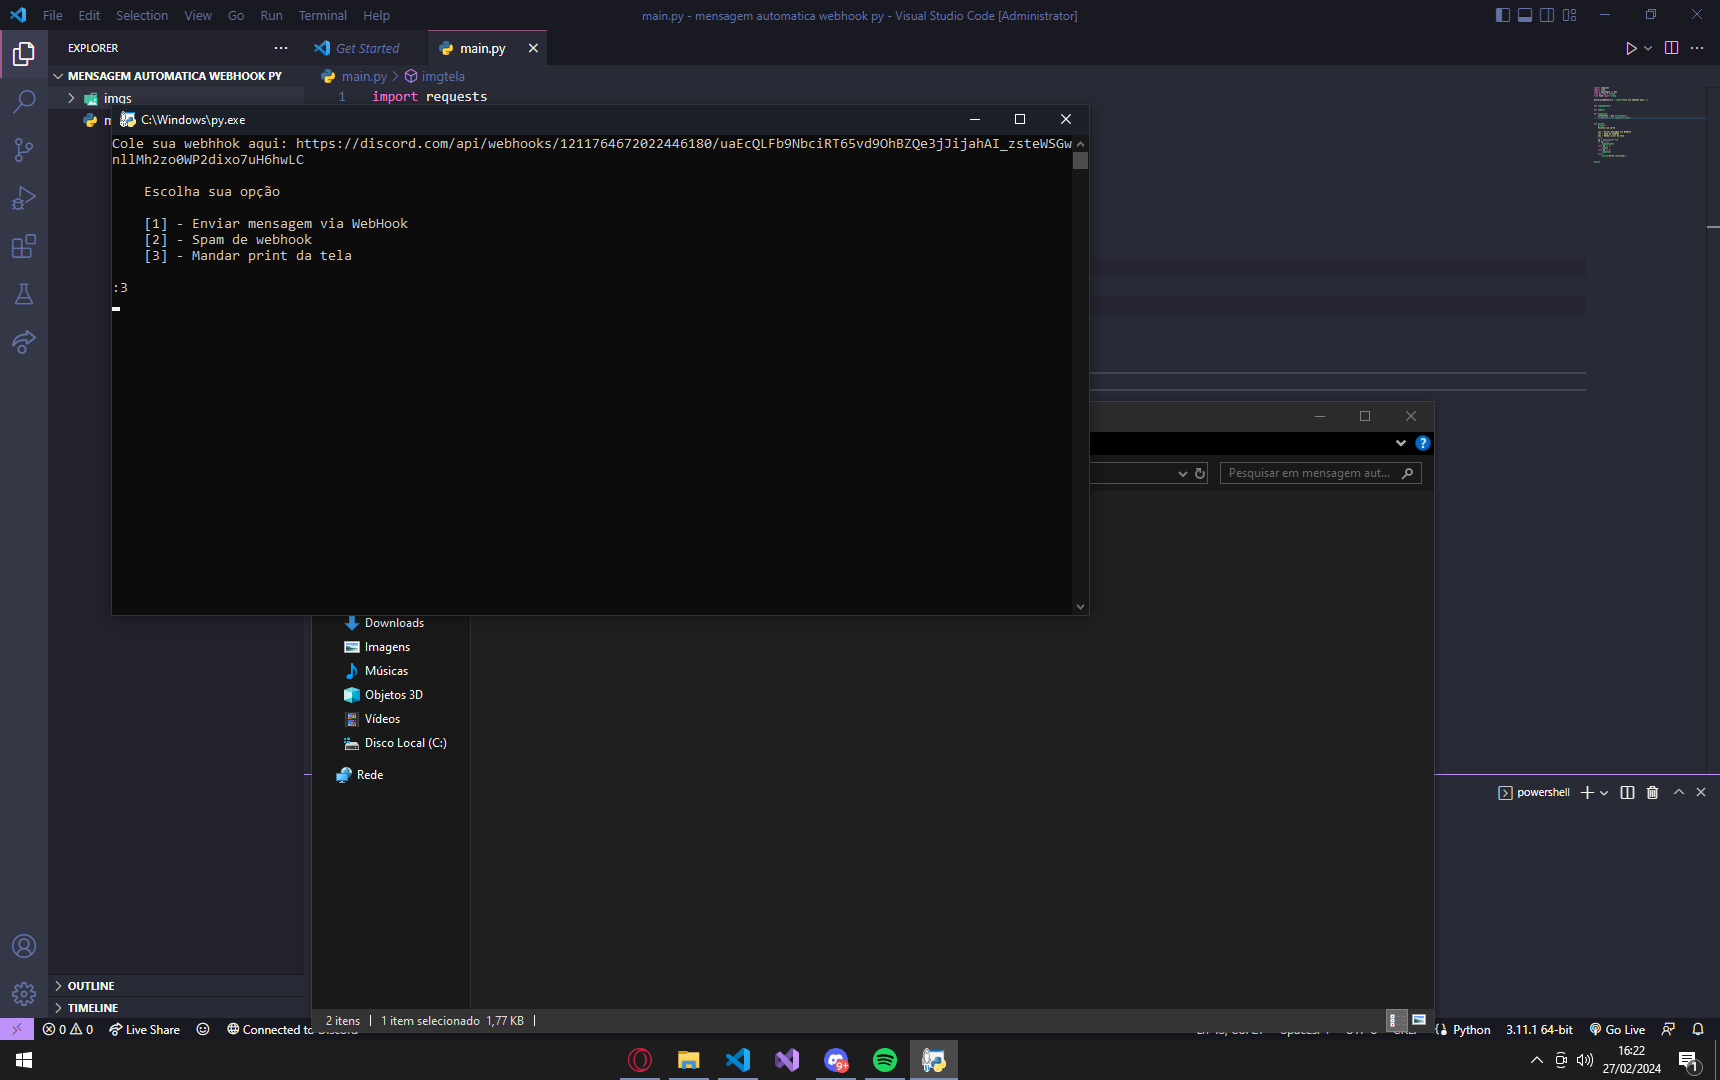 File Edit Selection View Go Run Terminal Help
main.py - mensagem automatica webhook py - Visual Studio Code [Administrator]
EXPLORER
Get Started
main.py
MENSAGEM AUTOMATICA WEBHOOK PY
main.py > imgtela
imgs
1 import requests
C:\Windows\py.exe
Cole sua webhhok aqui: https://discord.com/api/webhooks/1211764672022446180/uaEcQLFb9NbciRT65vd9OhBZQe3jJijahAI_zsteWSGw
nllMh2zo0WP2dixo7uH6hwLC
Escolha sua opção
[1] - Enviar mensagem via WebHook
[2] - Spam de webhook
[3] - Mandar print da tela
:3
Pesquisar em mensagem aut...
Downloads
Imagens
Músicas
Objetos 3D
Vídeos
Disco Local (C:)
Rede
powershell
OUTLINE
TIMELINE
2 itens
1 item selecionado 1,77 KB
0 0 Live Share Connected to Discord
Python 3.11.1 64-bit Go Live
9+
16:22
27/02/2024
1